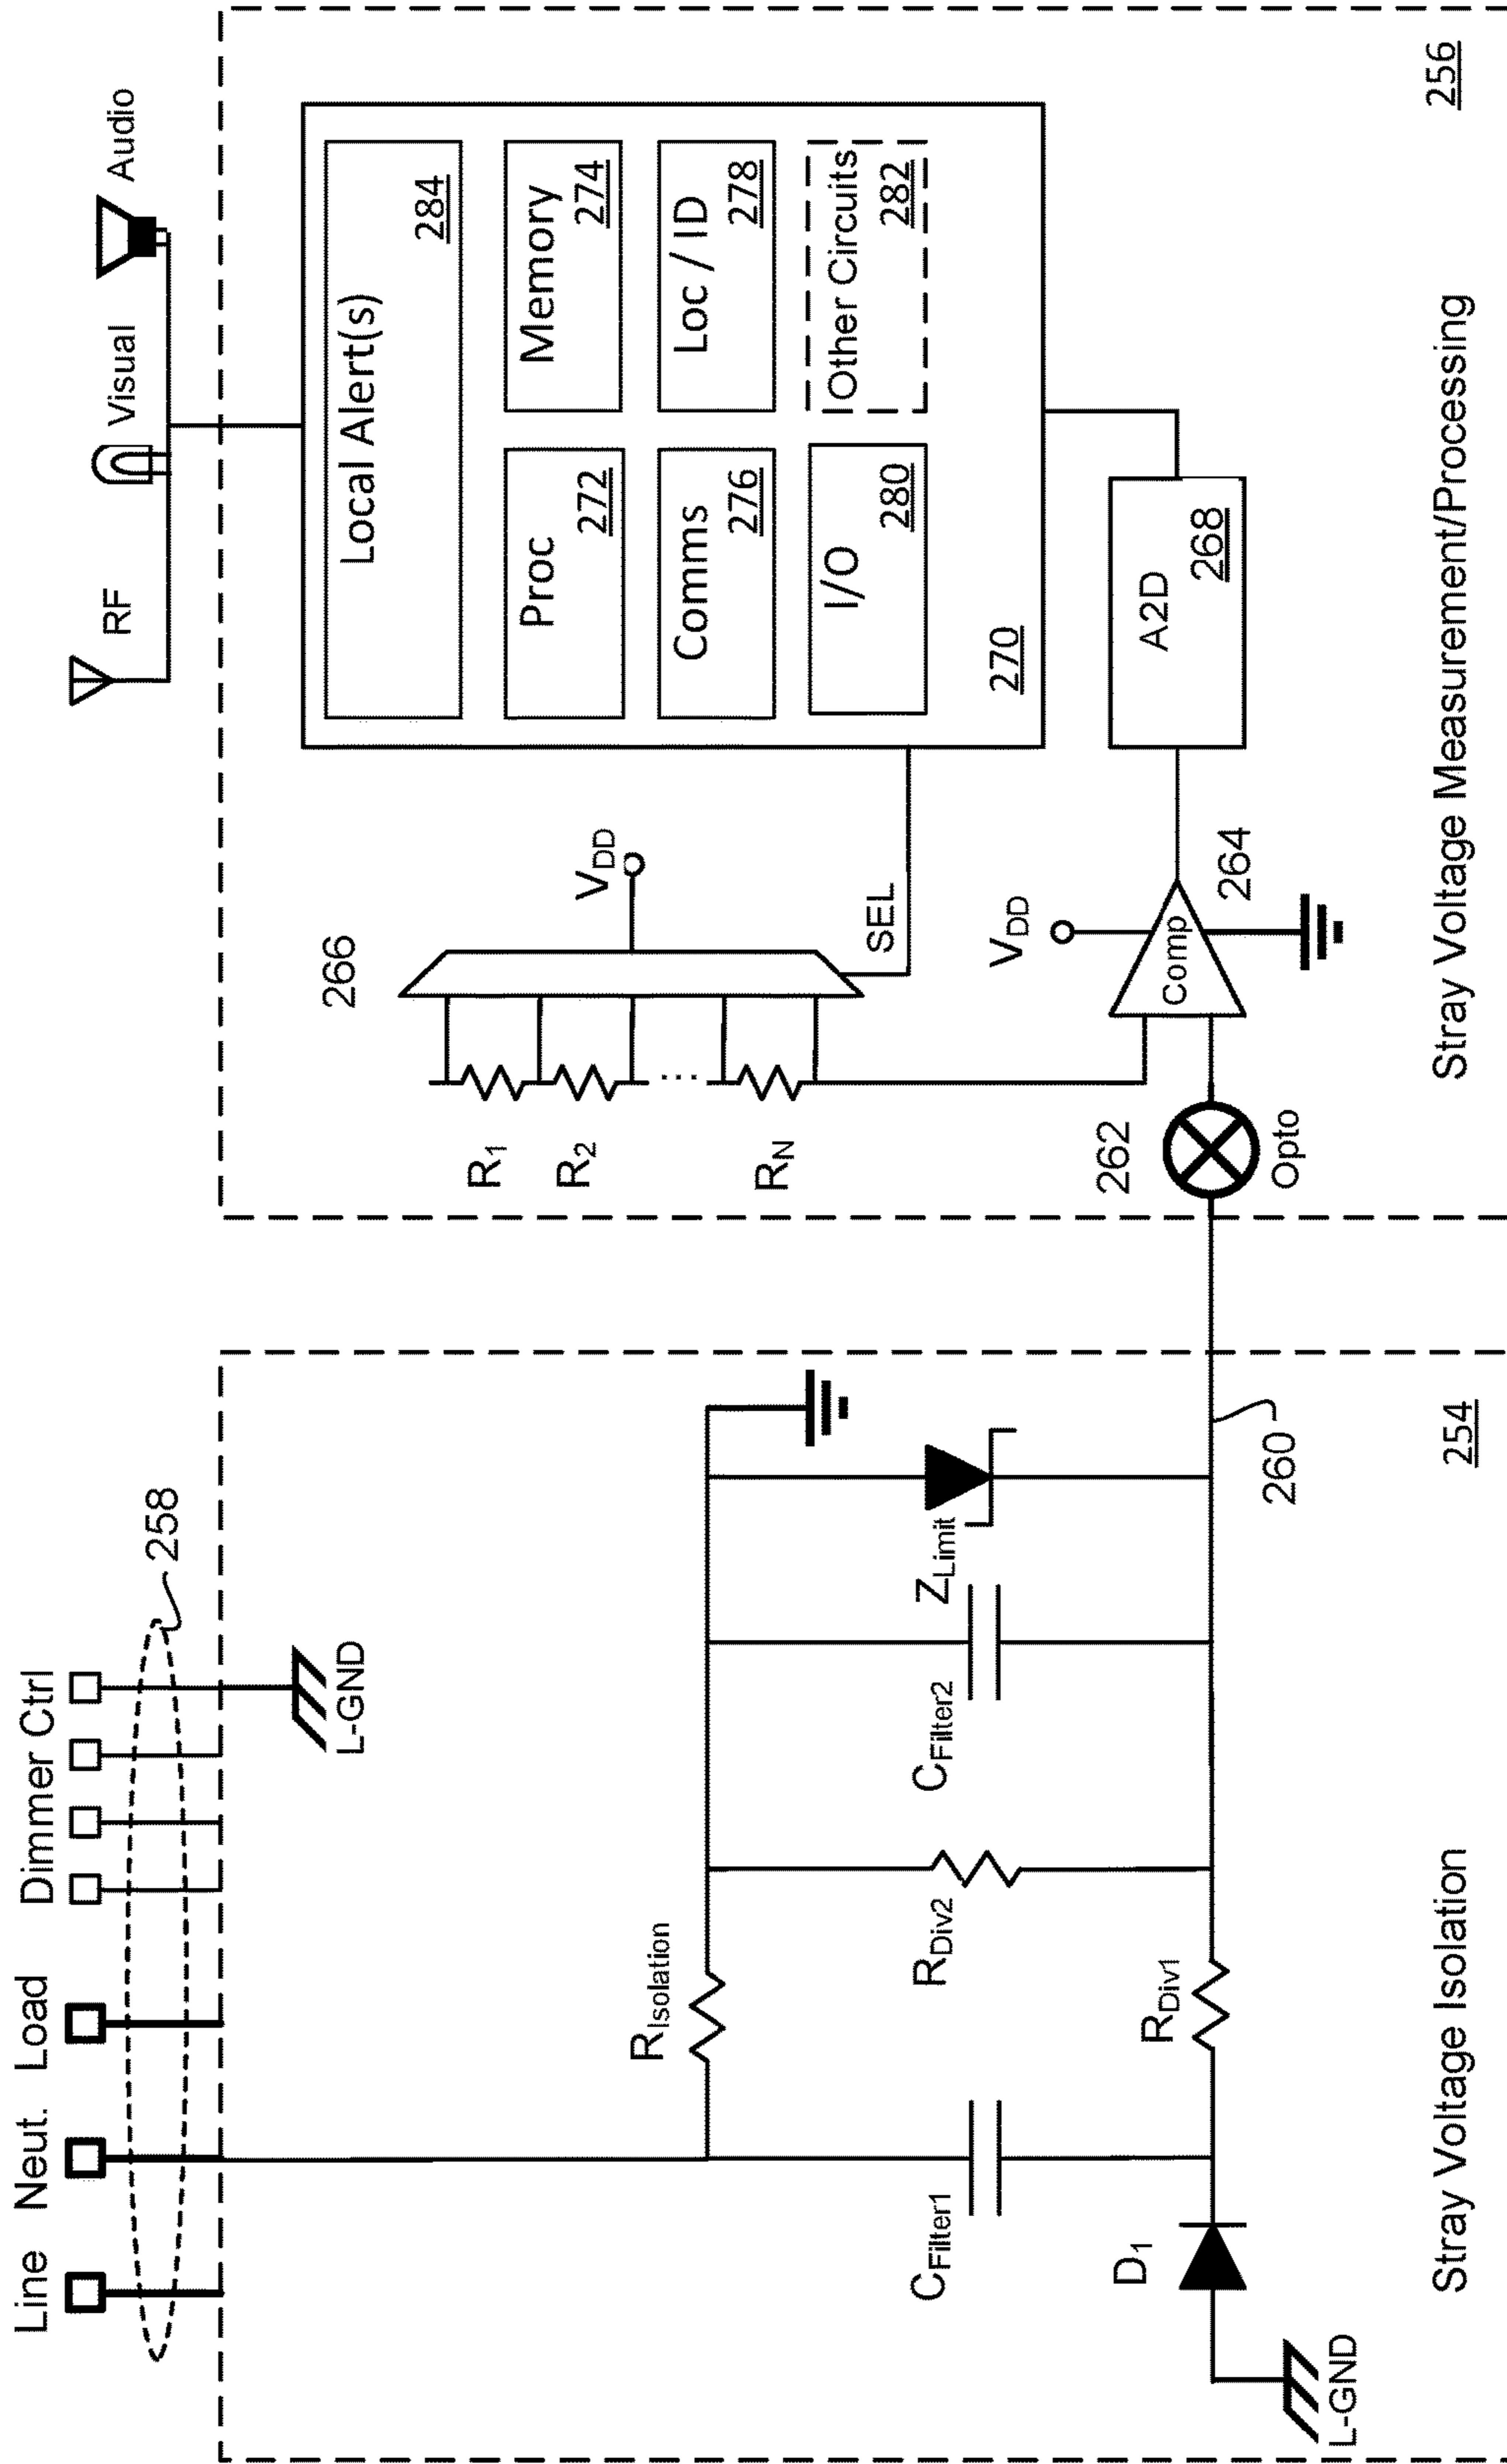 Line
Neut.
Load
Dimmer Ctrl
258
L-GND
RIsolation
CFilter1
RDiv2
CFilter2
ZLimit
D1
RDiv1
L-GND
260
254
Stray Voltage Isolation
RF
Visual
Audio
266
VDD
R1
R2
...
RN
SEL
Local Alert(s)
284
Proc
272
Memory
274
Comms
276
Loc / ID
278
I/O
280
Other Circuits
282
270
262
Opto
VDD
Comp
264
A2D
268
256
Stray Voltage Measurement/Processing